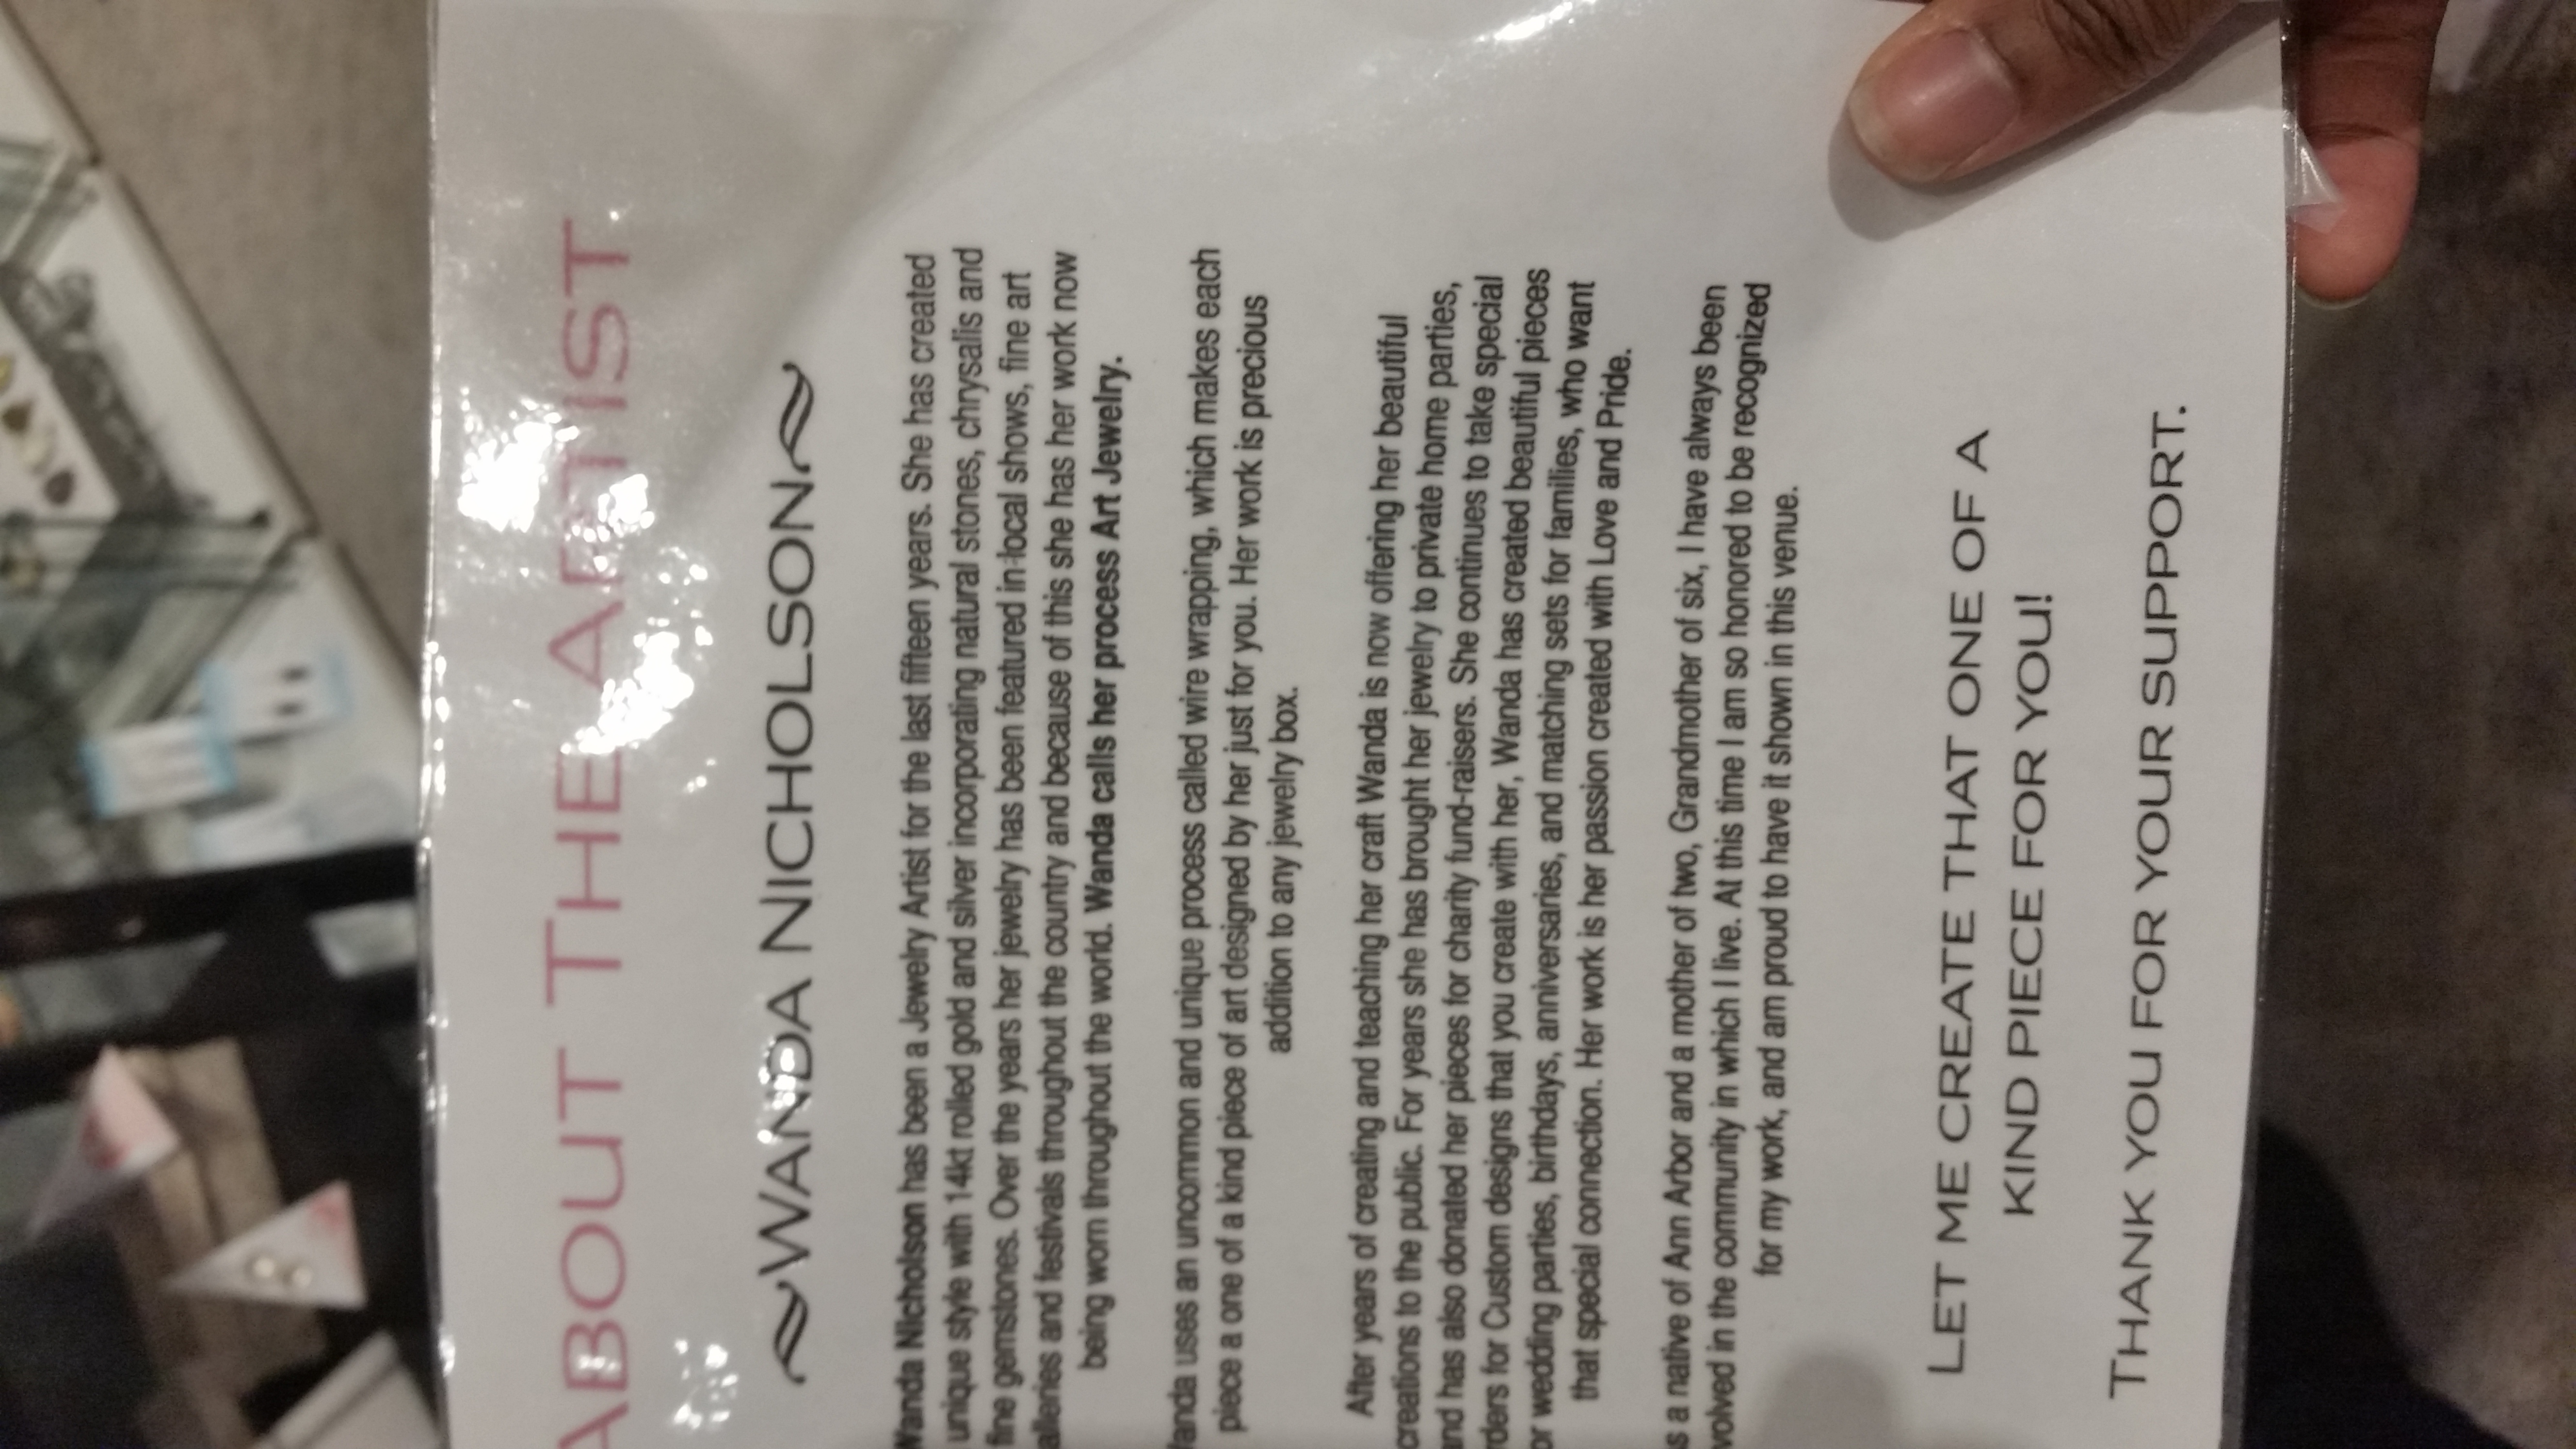 ABOUT THE ARTIST
~WANDA NICHOLSON~
Wanda Nicholson has been a Jewelry Artist for the last fifteen years. She has created
unique style with 14kt rolled gold and silver incorporating natural stones, chrysalis and
fine gemstones. Over the years her jewelry has been featured in local shows, fine art
alleries and festivals throughout the country and because of this she has her work now
being worn throughout the world. Wanda calls her process Art Jewelry.
anda uses an uncommon and unique process called wire wrapping, which makes each
piece a one of a kind piece of art designed by her just for you. Her work is precious
addition to any jewelry box.
After years of creating and teaching her craft Wanda is now offering her beautiful
creations to the public. For years she has brought her jewelry to private home parties,
and has also donated her pieces for charity fund-raisers. She continues to take special
rders for Custom designs that you create with her, Wanda has created beautiful pieces
or wedding parties, birthdays, anniversaries, and matching sets for families, who want
that special connection. Her work is her passion created with Love and Pride.
s a native of Ann Arbor and a mother of two, Grandmother of six, I have always been
volved in the community in which I live. At this time I am so honored to be recognized
for my work, and am proud to have it shown in this venue.
LET ME CREATE THAT ONE OF A
KIND PIECE FOR YOU!
THANK YOU FOR YOUR SUPPORT.